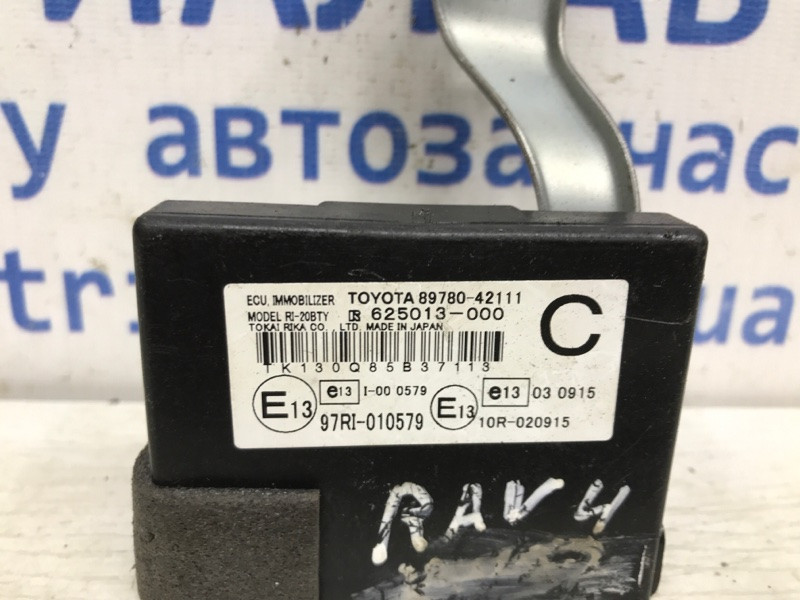 у автозапчас
ECU, IMMOBILIZER TOYOTA 89780-42111
MODEL RI-20BTY R 625013-000
TOKAI RIKA CO., LTD. MADE IN JAPAN
C
TK130Q85B37113
E13 e13 I-00 0579 E13 e13 03 0915
97RI-010579 10R-020915
RAV4